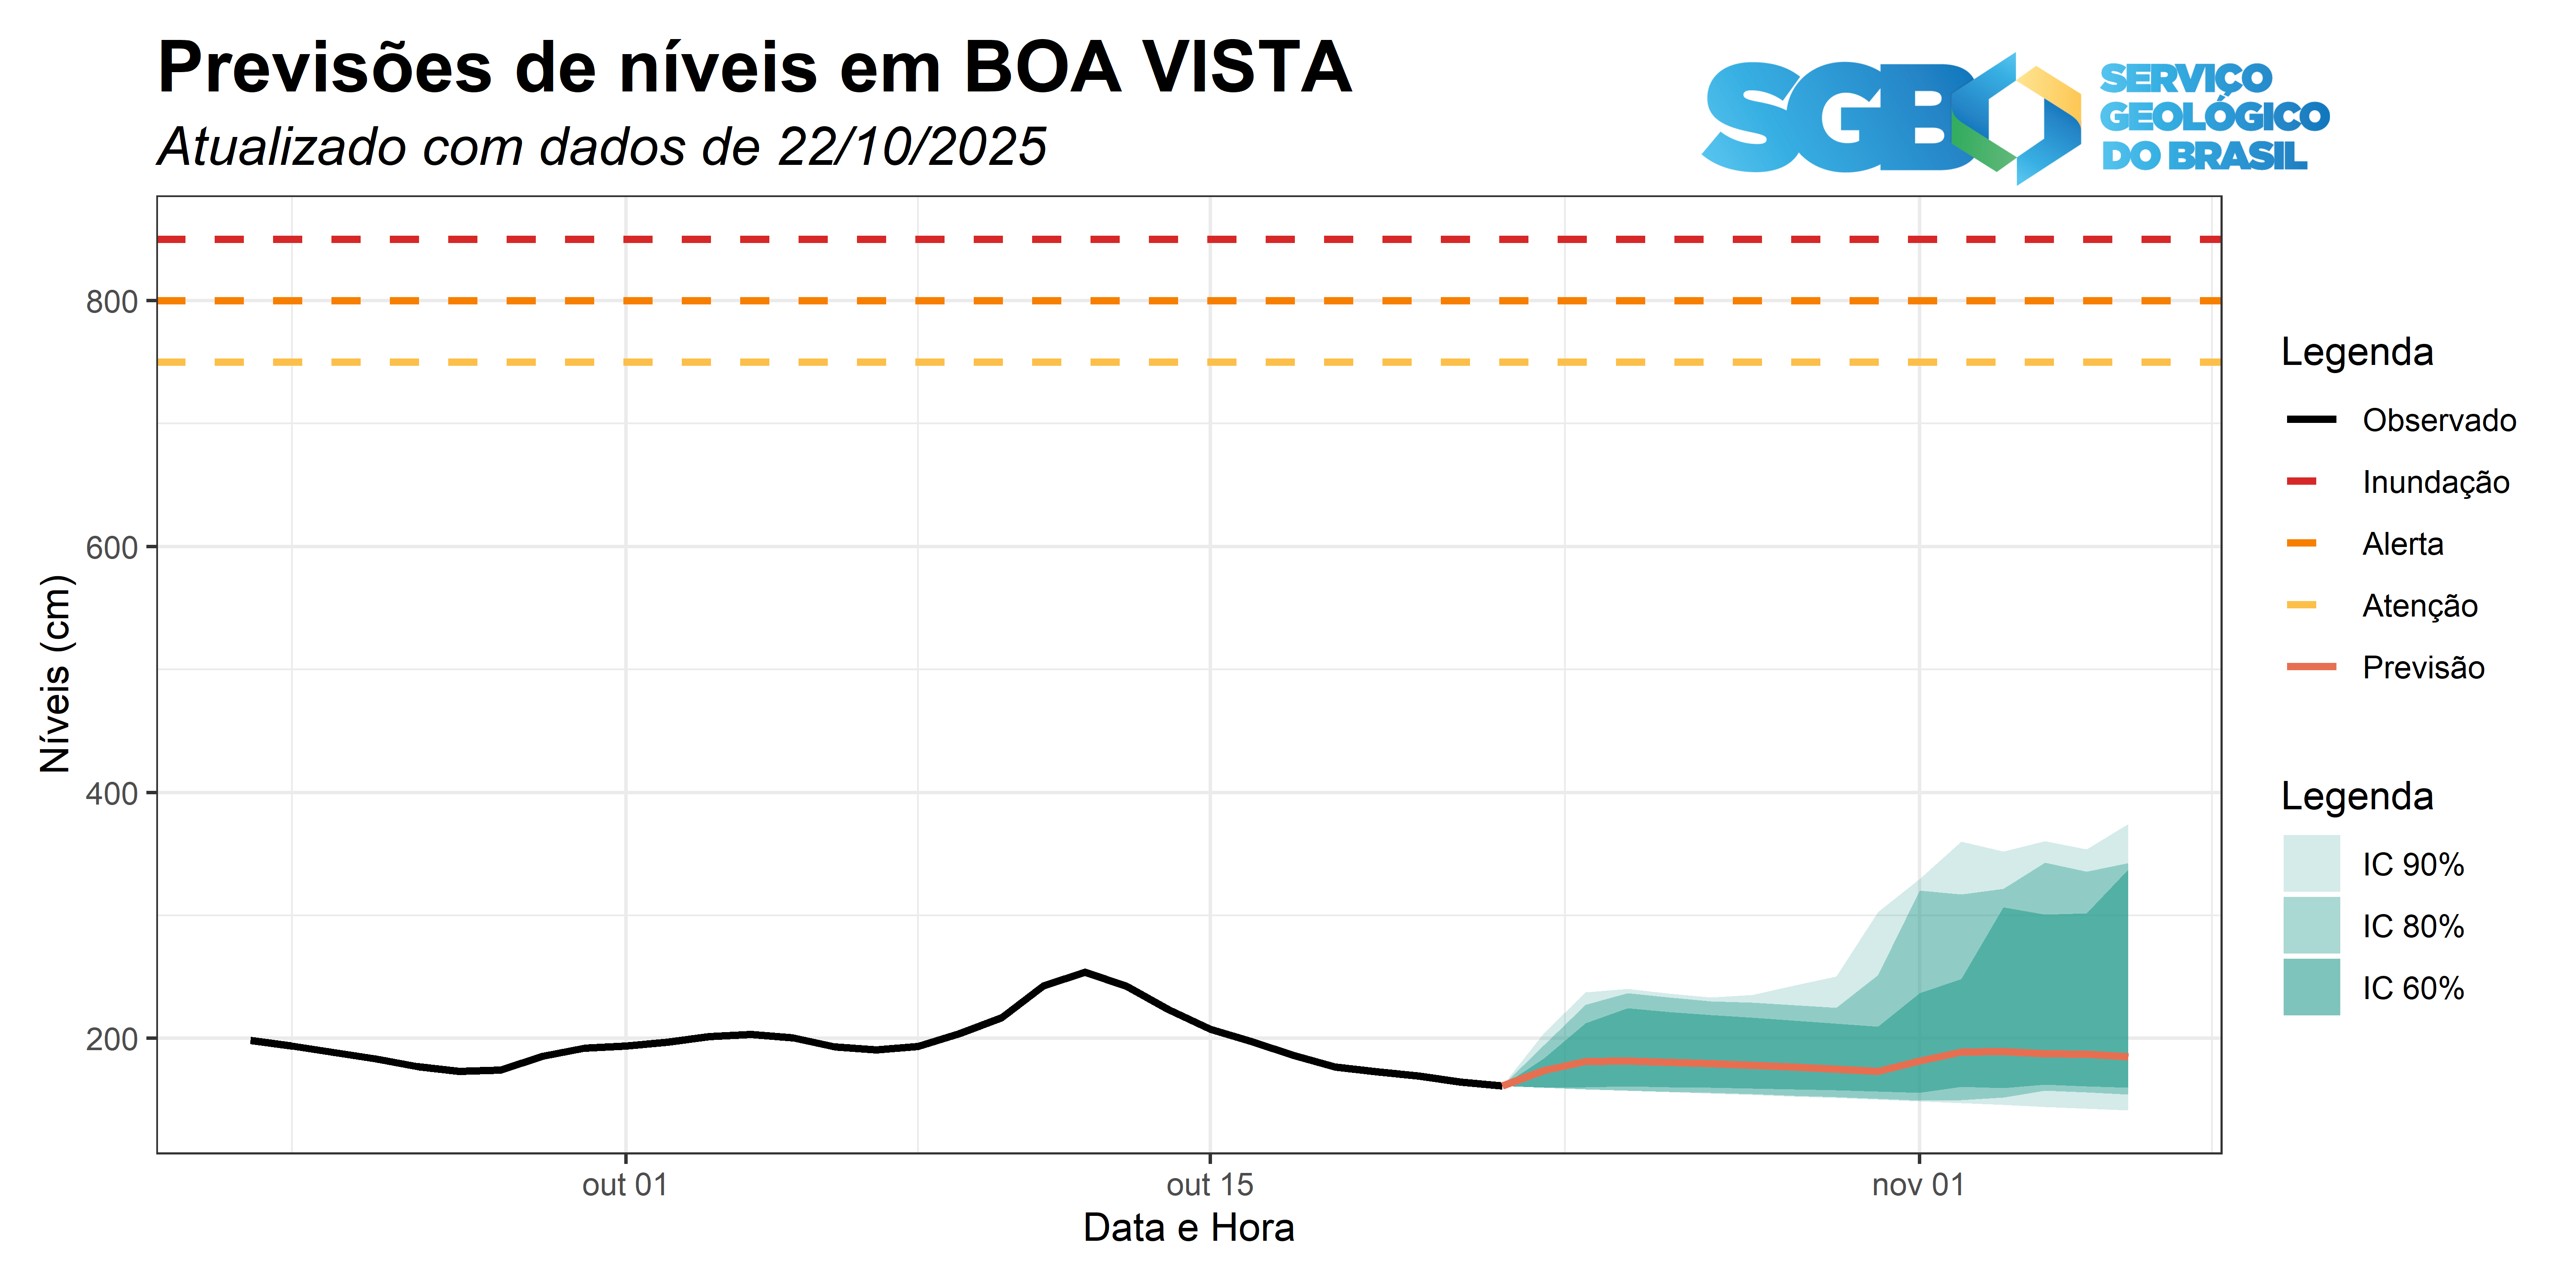 Previsões de níveis em BOA VISTA
Atualizado com dados de 22/10/2025
SGB
SERVIÇO
GEOLÓGICO
DO BRASIL
Níveis (cm)
800
600
400
200
out 01
out 15
nov 01
Data e Hora
Legenda
Observado
Inundação
Alerta
Atenção
Previsão
Legenda
IC 90%
IC 80%
IC 60%